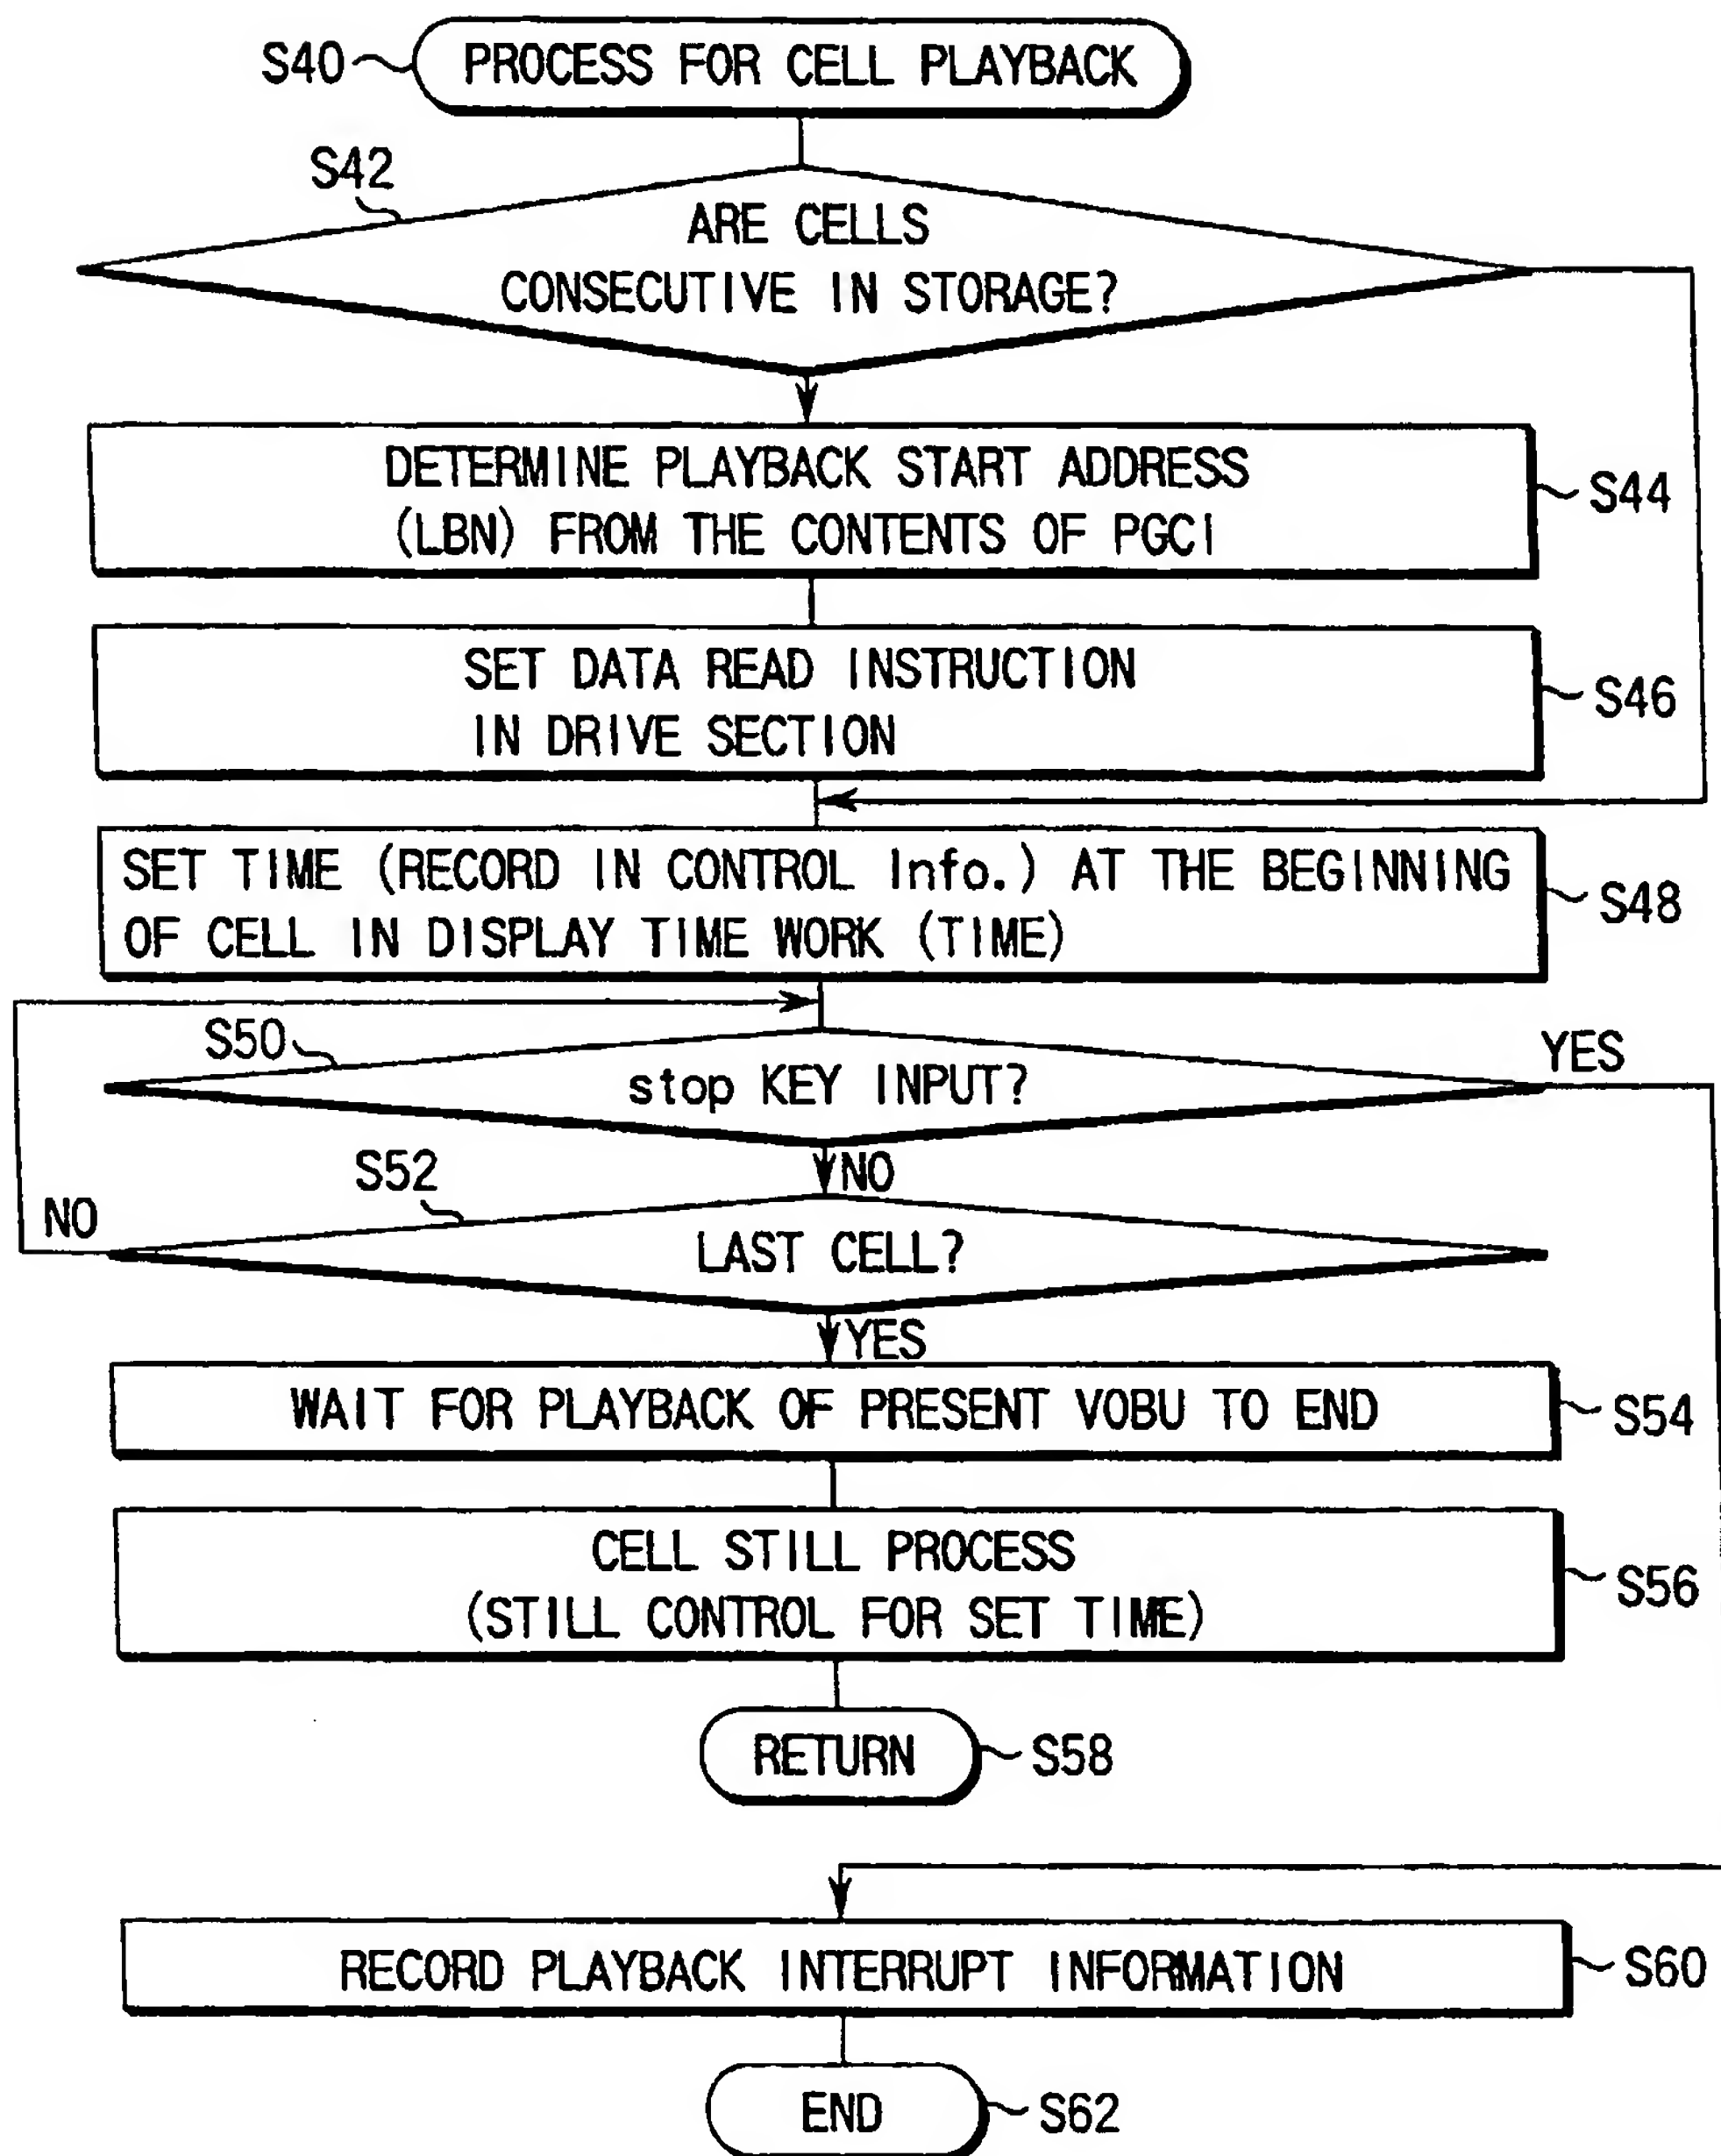 S40
PROCESS FOR CELL PLAYBACK
S42
ARE CELLS
CONSECUTIVE IN STORAGE?
DETERMINE PLAYBACK START ADDRESS
(LBN) FROM THE CONTENTS OF PGCI
S44
SET DATA READ INSTRUCTION
IN DRIVE SECTION
S46
SET TIME (RECORD IN CONTROL Info.) AT THE BEGINNING
OF CELL IN DISPLAY TIME WORK (TIME)
S48
S50
stop KEY INPUT?
YES
NO
S52
NO
LAST CELL?
YES
WAIT FOR PLAYBACK OF PRESENT VOBU TO END
S54
CELL STILL PROCESS
(STILL CONTROL FOR SET TIME)
S56
RETURN
S58
RECORD PLAYBACK INTERRUPT INFORMATION
S60
END
S62